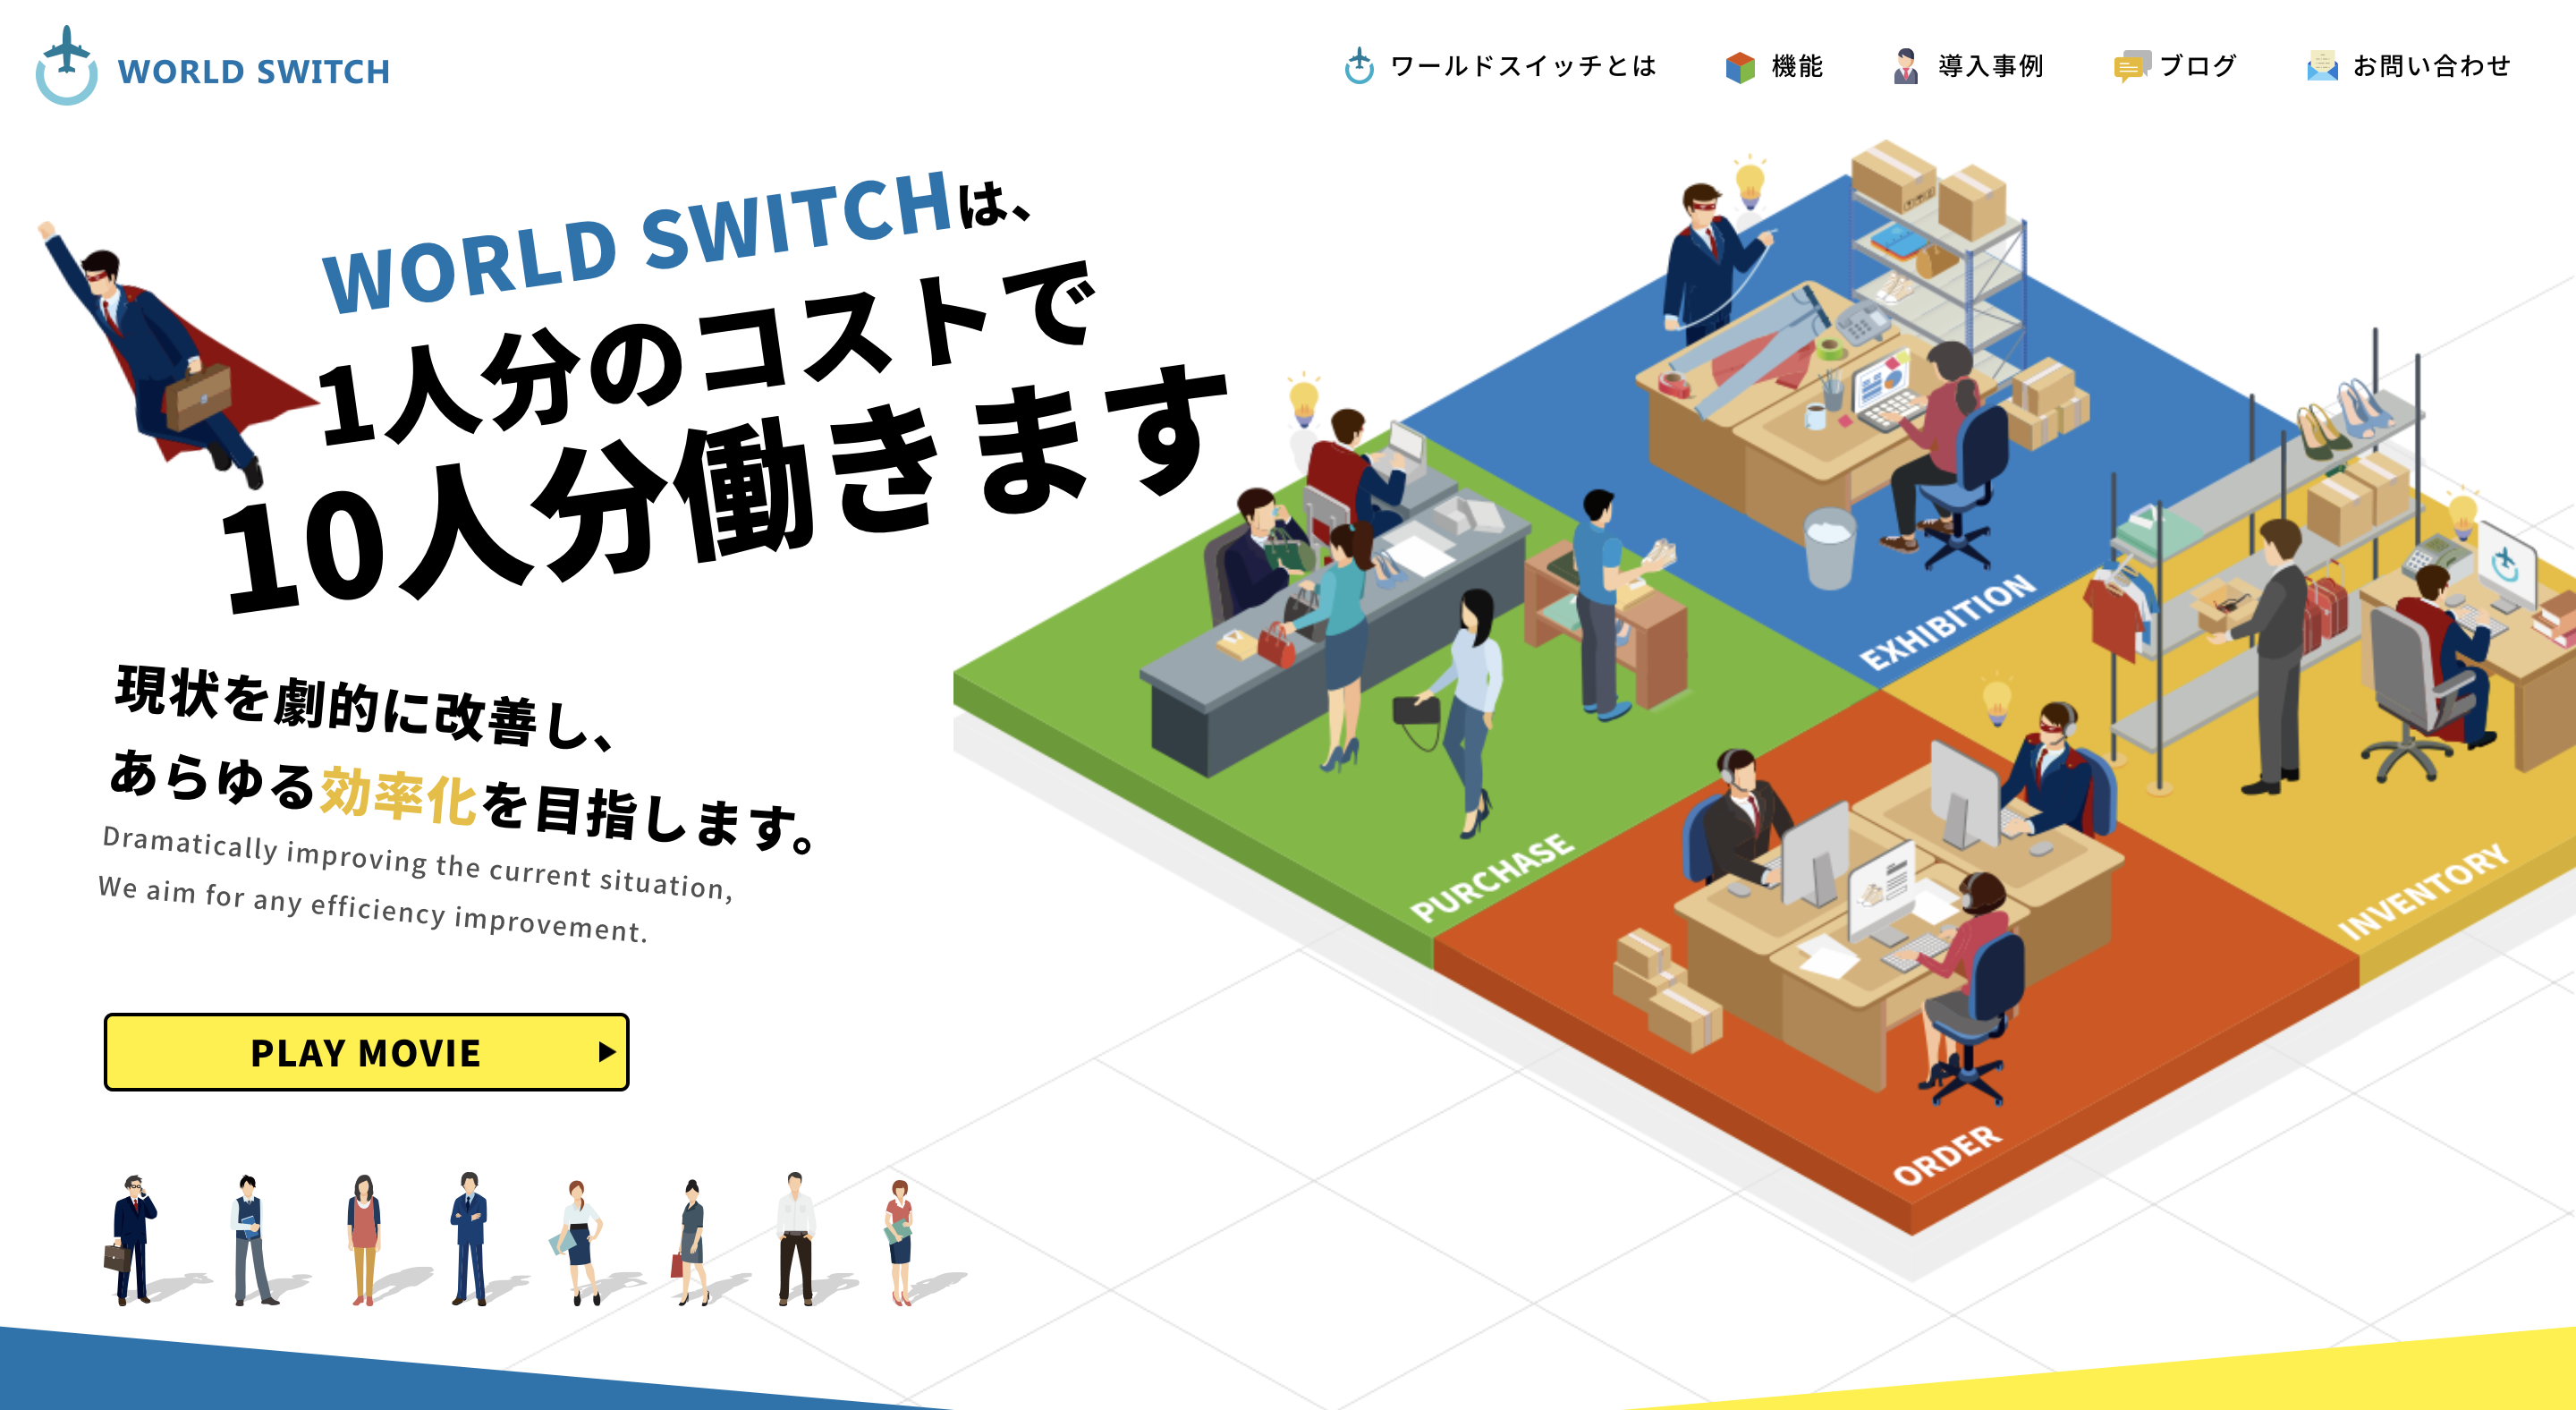 WORLD SWITCH
ワールドスイッチとは
機能
導入事例
ブログ
お問い合わせ
WORLD SWITCHは、
1人分のコストで
10人分働きます
現状を劇的に改善し、
あらゆる効率化を目指します。
Dramatically improving the current situation,
We aim for any efficiency improvement.
PLAY MOVIE
EXHIBITION
PURCHASE
INVENTORY
ORDER